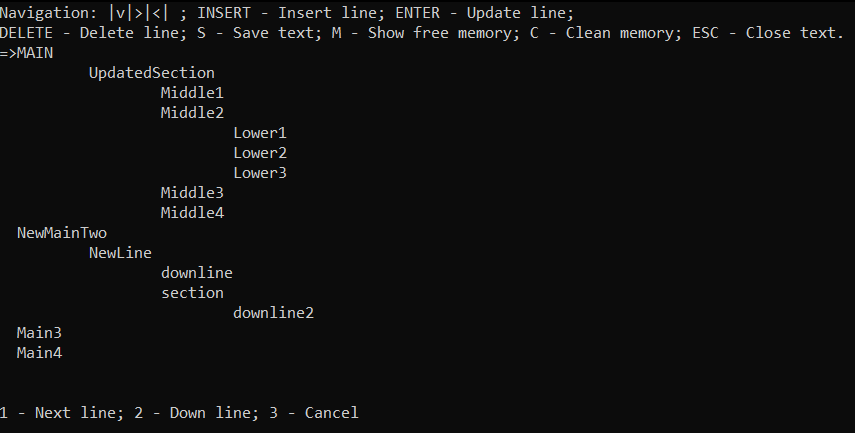 Navigation: |v|>|<| ; INSERT - Insert line; ENTER - Update line;
DELETE - Delete line; S - Save text; M - Show free memory; C - Clean memory; ESC - Close text.
=>MAIN
UpdatedSection
Middle1
Middle2
Lower1
Lower2
Lower3
Middle3
Middle4
NewMainTwo
NewLine
downline
section
downline2
Main3
Main4
1 - Next line; 2 - Down line; 3 - Cancel